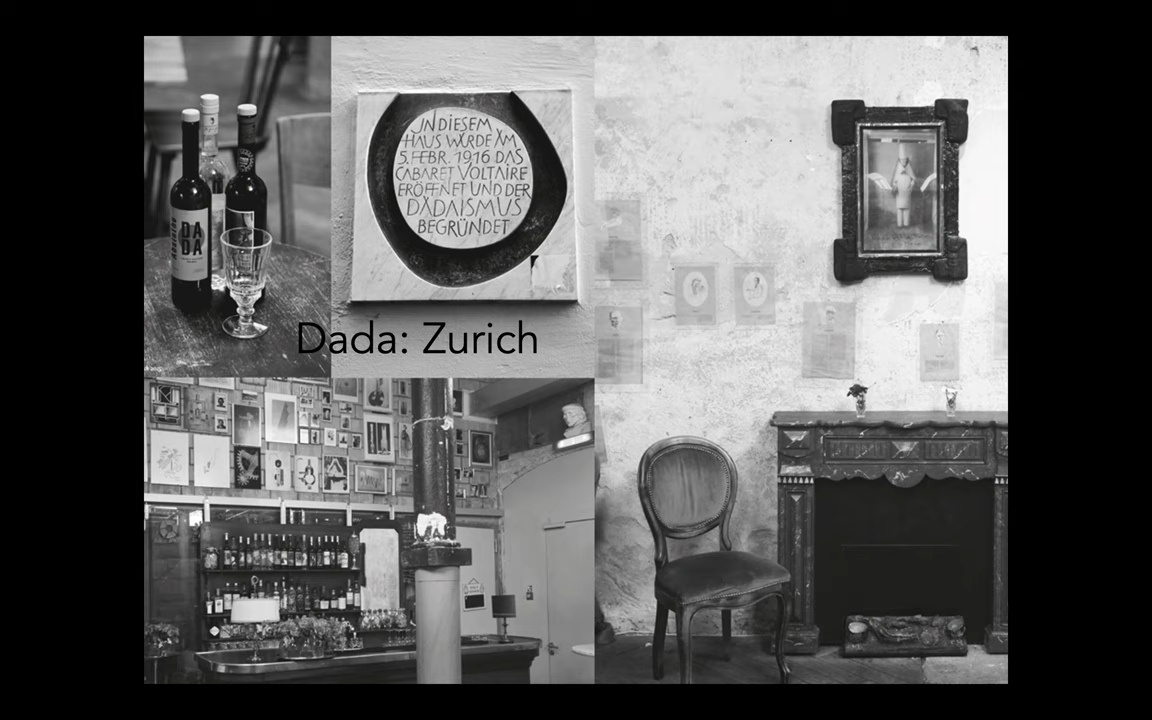 DA
DA
JN DIESEM
HAUS WURDE AM
5. FEBR. 1916 DAS
CABARET VOLTAIRE
ERÖFFNET UND DER
DADAISMUS
BEGRÜNDET
Dada: Zurich